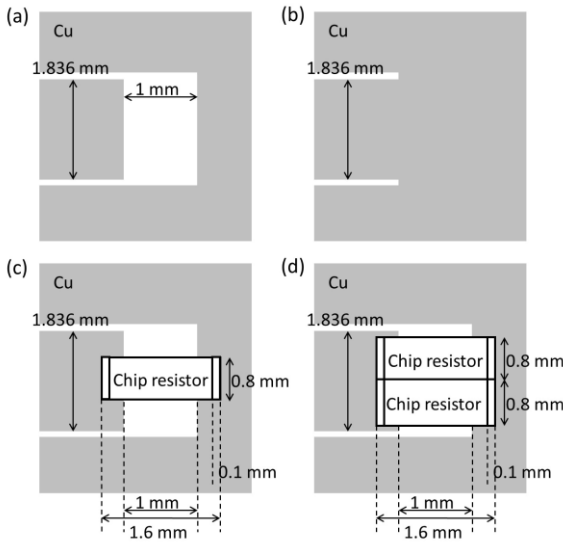 (a)
Cu
1.836 mm
1 mm
(b)
Cu
1.836 mm
(c)
Cu
1.836 mm
Chip resistor
0.8 mm
0.1 mm
1 mm
1.6 mm
(d)
Cu
1.836 mm
Chip resistor
0.8 mm
Chip resistor
0.8 mm
0.1 mm
1 mm
1.6 mm